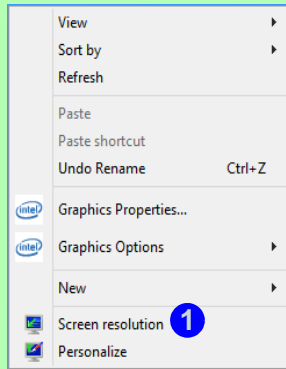 View
Sort by
Refresh
Paste
Paste shortcut
Undo Rename Ctrl+Z
intel Graphics Properties...
intel Graphics Options
New
Screen resolution 1
Personalize